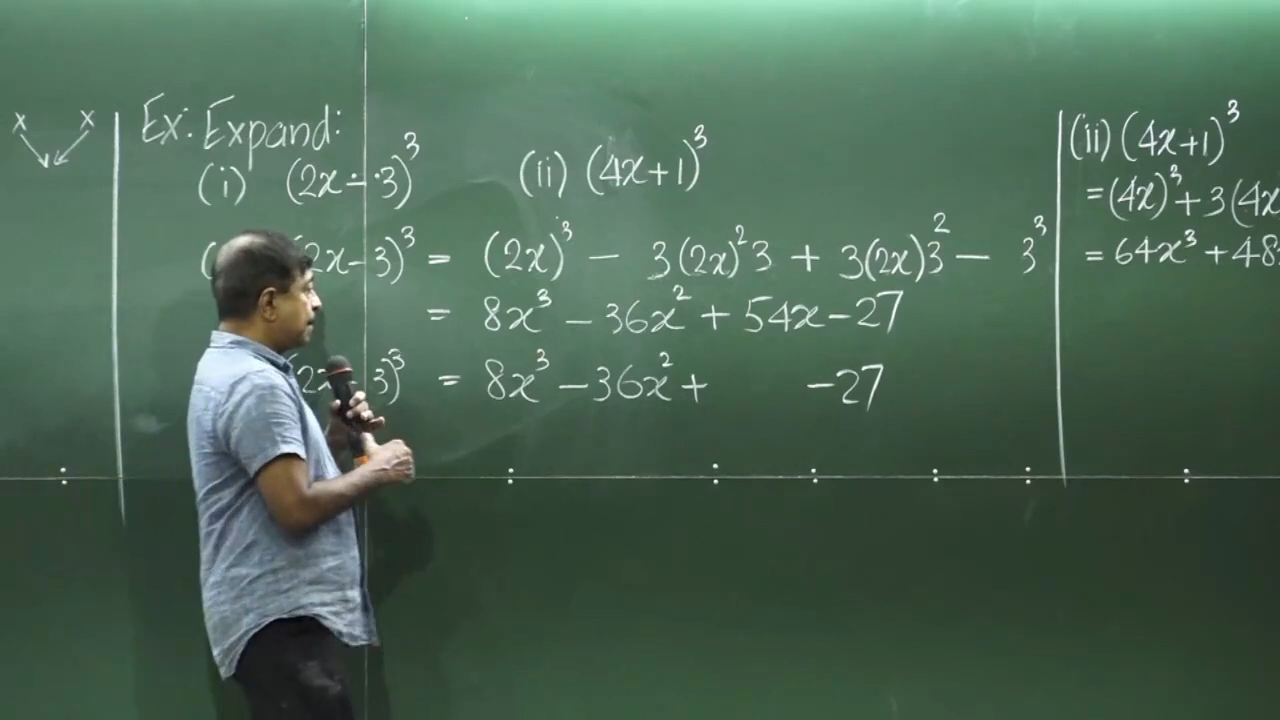 x x
Ex: Expand:
(i) (2x-3)³ (ii) (4x+1)³
2x-3)³ = (2x)³ - 3(2x)²3 + 3(2x)3² - 3³
= 8x³ - 36x² + 54x - 27
3)³ = 8x³ - 36x² + - 27
(ii) (4x+1)³
= (4x)³ + 3(4x
= 64x³ + 48